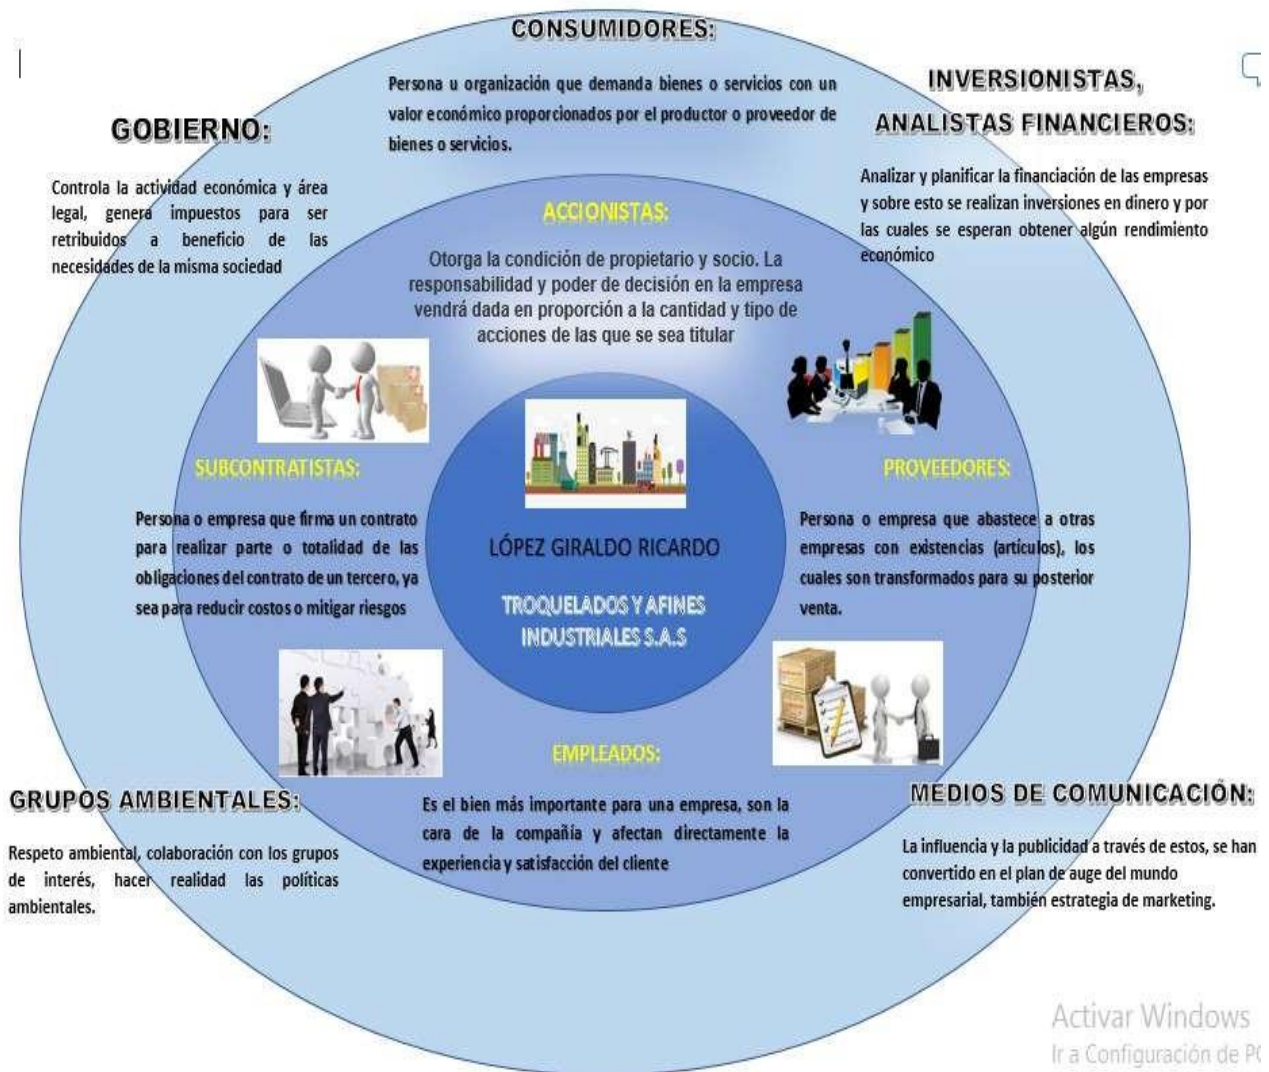 CONSUMIDORES:
Persona u organización que demanda bienes o servicios con un
valor económico proporcionados por el productor o proveedor de
bienes o servicios.
INVERSIONISTAS,
ANALISTAS FINANCIEROS:
Analizar y planificar la financiación de las empresas
y sobre esto se realizan inversiones en dinero y por
las cuales se esperan obtener algún rendimiento
económico
GOBIERNO:
Controla la actividad económica y área
legal, genera impuestos para ser
retribuidos a beneficio de las
necesidades de la misma sociedad
ACCIONISTAS:
Otorga la condición de propietario y socio. La
responsabilidad y poder de decisión en la empresa
vendrá dada en proporción a la cantidad y tipo de
acciones de las que se sea titular
SUBCONTRATISTAS:
Persona o empresa que firma un contrato
para realizar parte o totalidad de las
obligaciones del contrato de un tercero, ya
sea para reducir costos o mitigar riesgos
LÓPEZ GIRALDO RICARDO
TROQUELADOS Y AFINES
INDUSTRIALES S.A.S
PROVEEDORES:
Persona o empresa que abastece a otras
empresas con existencias (artículos), los
cuales son transformados para su posterior
venta.
EMPLEADOS:
Es el bien más importante para una empresa, son la
cara de la compañía y afectan directamente la
experiencia y satisfacción del cliente
GRUPOS AMBIENTALES:
Respeto ambiental, colaboración con los grupos
de interés, hacer realidad las políticas
ambientales.
MEDIOS DE COMUNICACIÓN:
La influencia y la publicidad a través de estos, se han
convertido en el plan de auge del mundo
empresarial, también estrategia de marketing.
Activar Windows
Ir a Configuración de PC